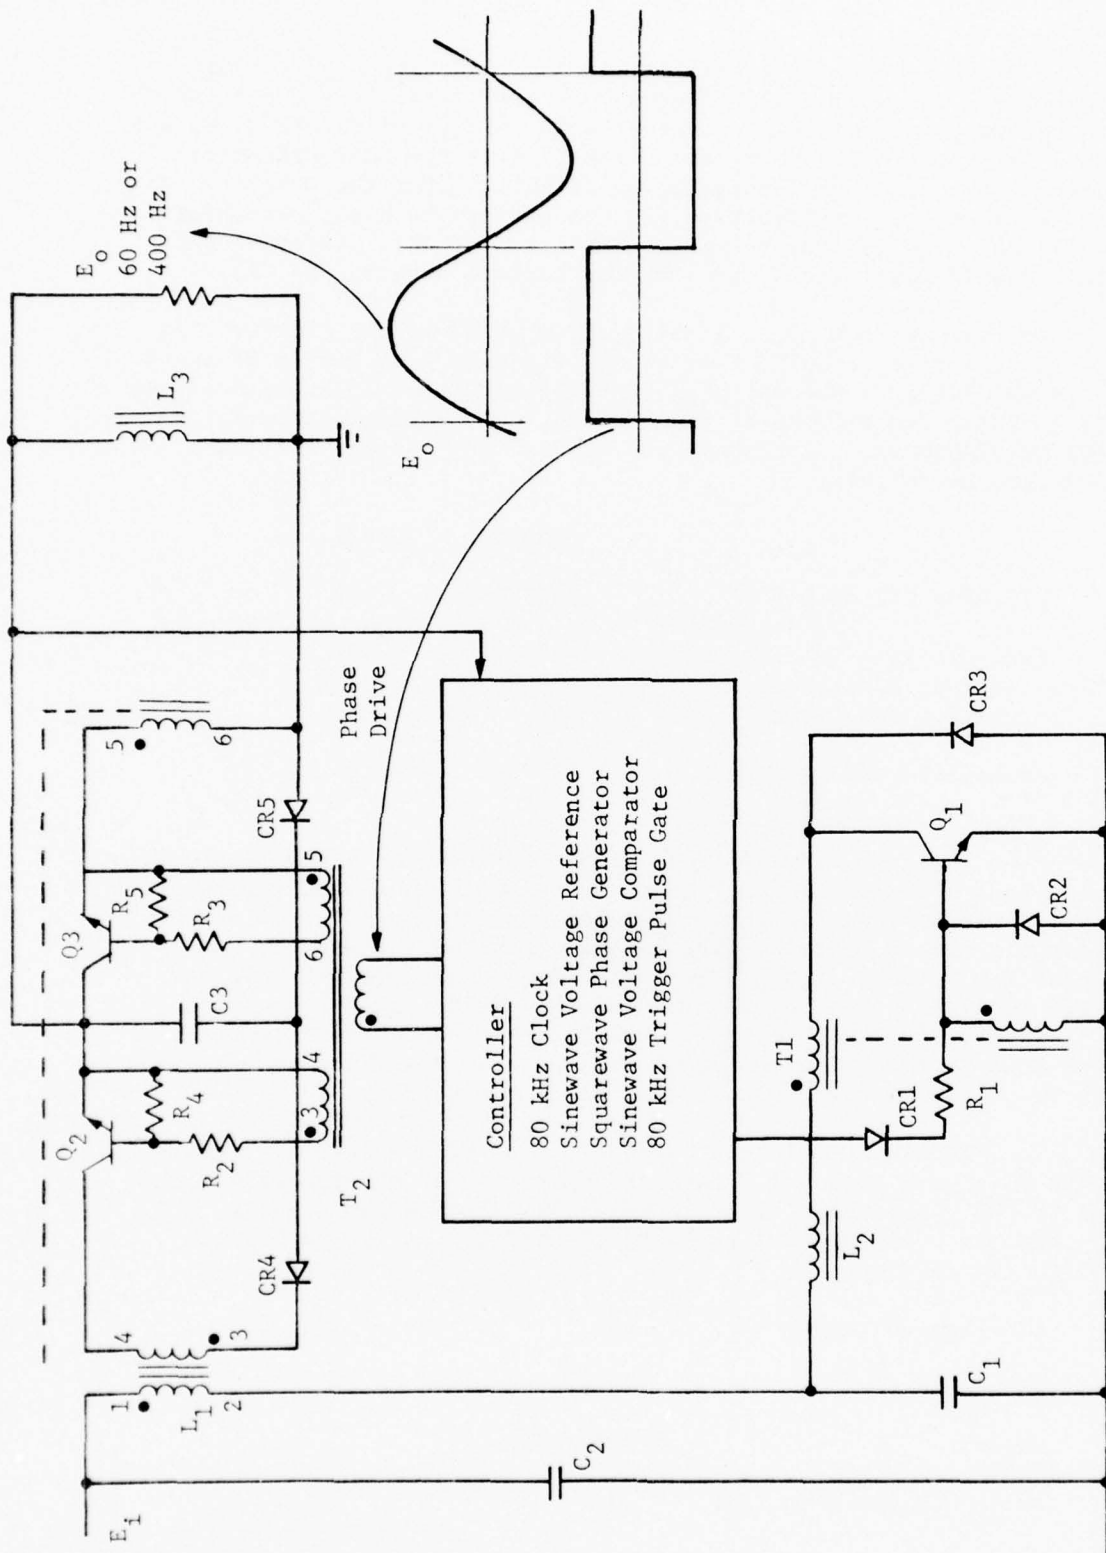 E_i
C_2
L_1
1
2
3
4
CR4
Q_2
R_4
R_2
3
4
T_2
C3
Q3
R_5
R_3
6
5
CR5
5
6
L_3
E_o
60 Hz or
400 Hz
Phase
Drive
E_o
Controller
80 kHz Clock
Sinewave Voltage Reference
Squarewave Phase Generator
Sinewave Voltage Comparator
80 kHz Trigger Pulse Gate
C_1
L_2
T1
CR1
R_1
CR2
Q_1
CR3